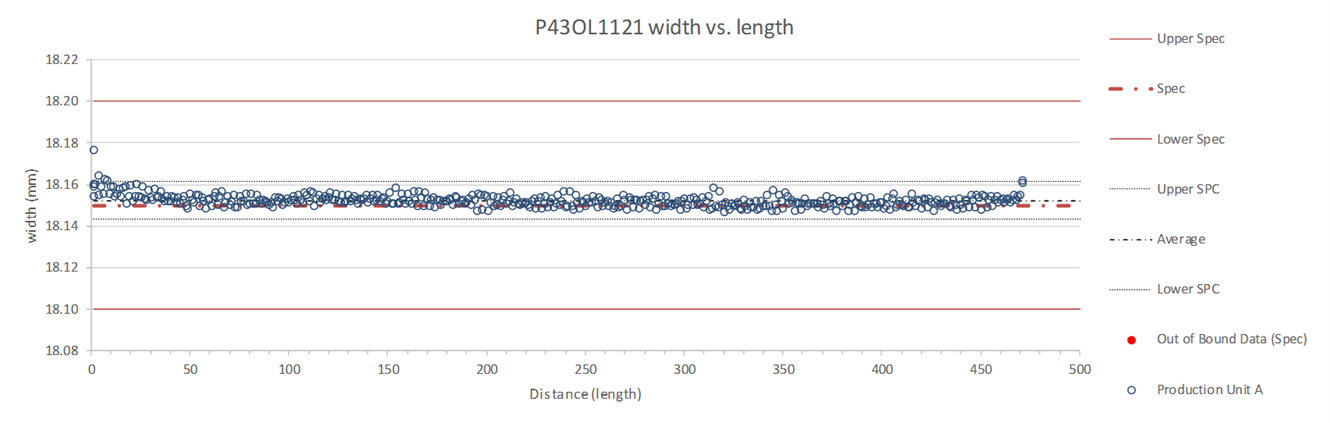 P43OL1121 width vs. length
18.22
18.20
18.18
18.16
18.14
18.12
18.10
18.08
width (mm)
0 50 100 150 200 250 300 350 400 450 500
Distance (length)
Upper Spec
Spec
Lower Spec
Upper SPC
Average
Lower SPC
Out of Bound Data (Spec)
Production Unit A